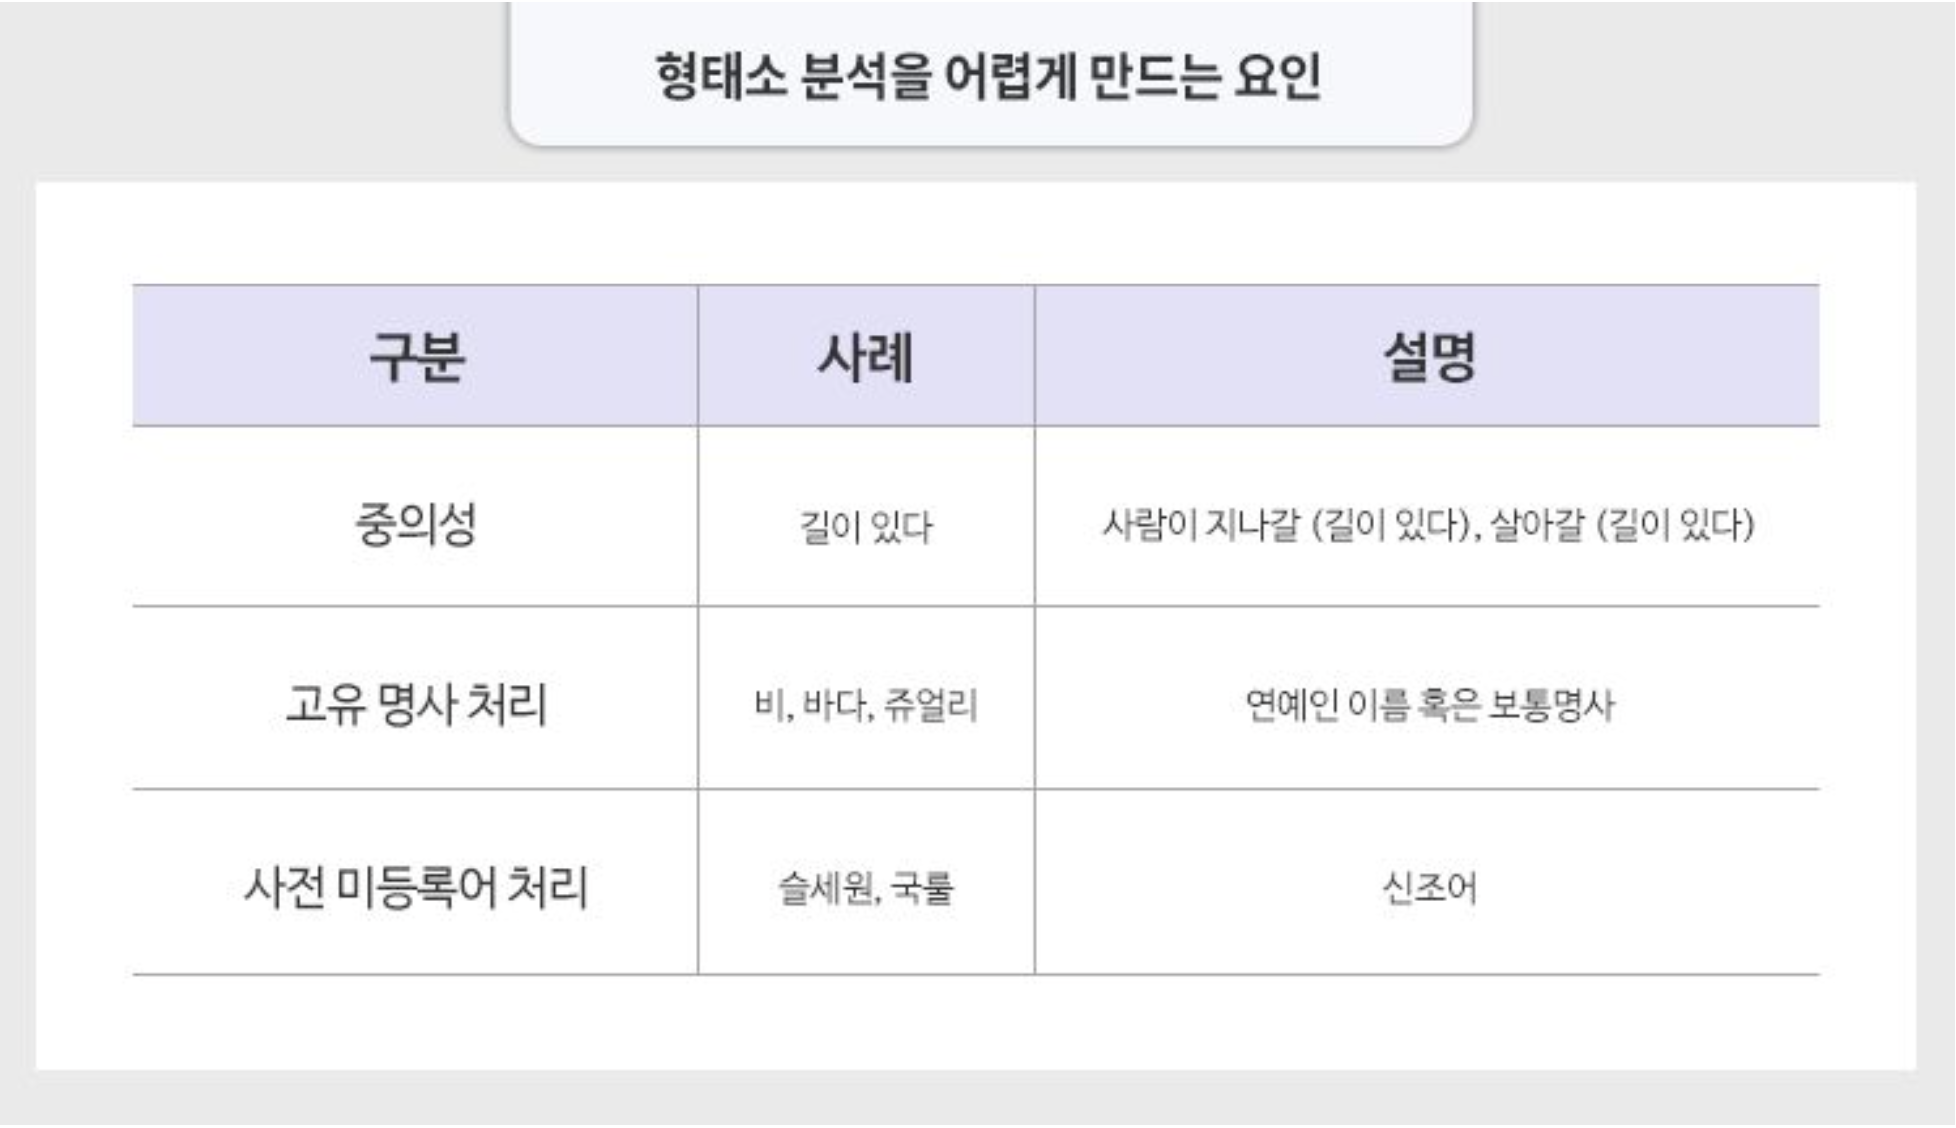 형태소 분석을 어렵게 만드는 요인
구분 사례 설명
중의성 길이 있다 사람이 지나갈 (길이 있다), 살아갈 (길이 있다)
고유 명사 처리 비, 바다, 쥬얼리 연예인 이름 혹은 보통명사
사전 미등록어 처리 슬세원, 국룰 신조어